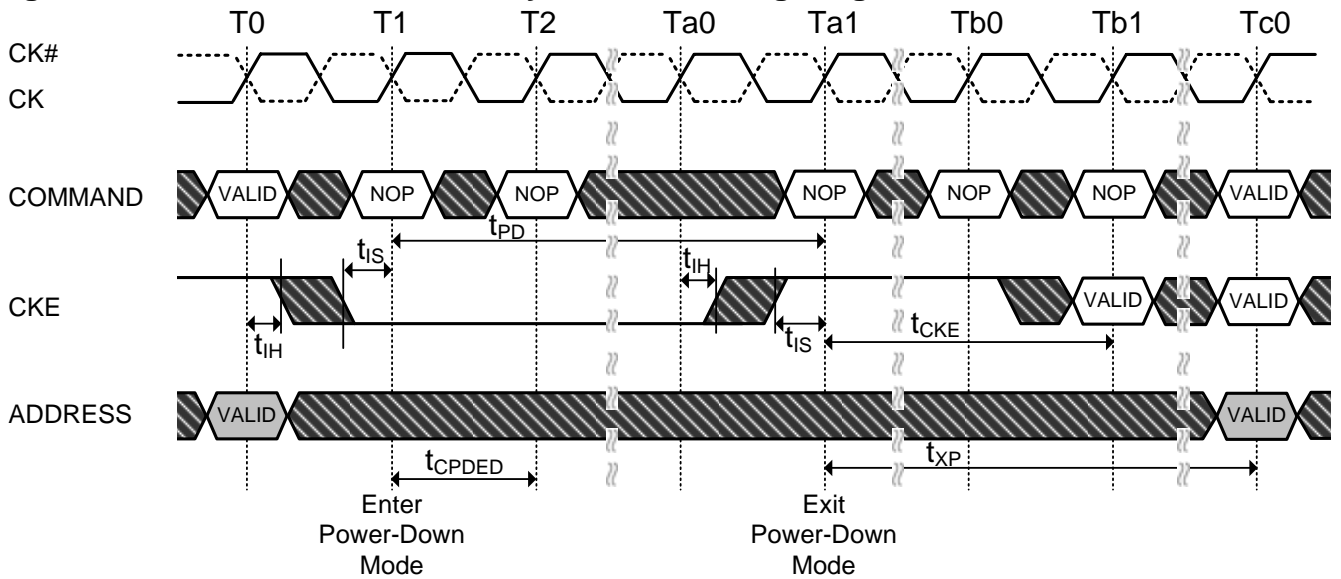 T0 T1 T2 Ta0 Ta1 Tb0 Tb1 Tc0
CK#
CK
COMMAND VALID NOP NOP NOP NOP NOP VALID
tPD
tIS tIH
CKE VALID VALID
tIH tIS tCKE
ADDRESS VALID VALID
tCPDED tXP
Enter
Power-Down
Mode
Exit
Power-Down
Mode